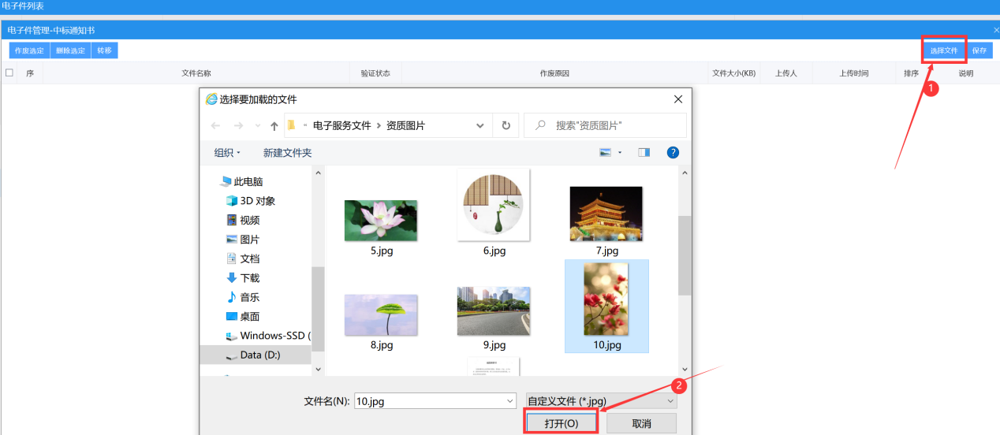 电子件列表
电子件管理-中标通知书
作废选定 删除选定 转移 选择文件 保存
序 文件名称 验证状态 作废原因 文件大小(KB) 上传人 上传时间 排序 说明
1
选择要加载的文件
« 电子服务文件 › 资质图片
搜索"资质图片"
组织 新建文件夹
此电脑
3D 对象
视频
图片
文档
下载
音乐
桌面
Windows-SSD (
Data (D:)
5.jpg 6.jpg 7.jpg
8.jpg 9.jpg 10.jpg
2
文件名(N): 10.jpg 自定义文件 (*.jpg)
打开(O) 取消